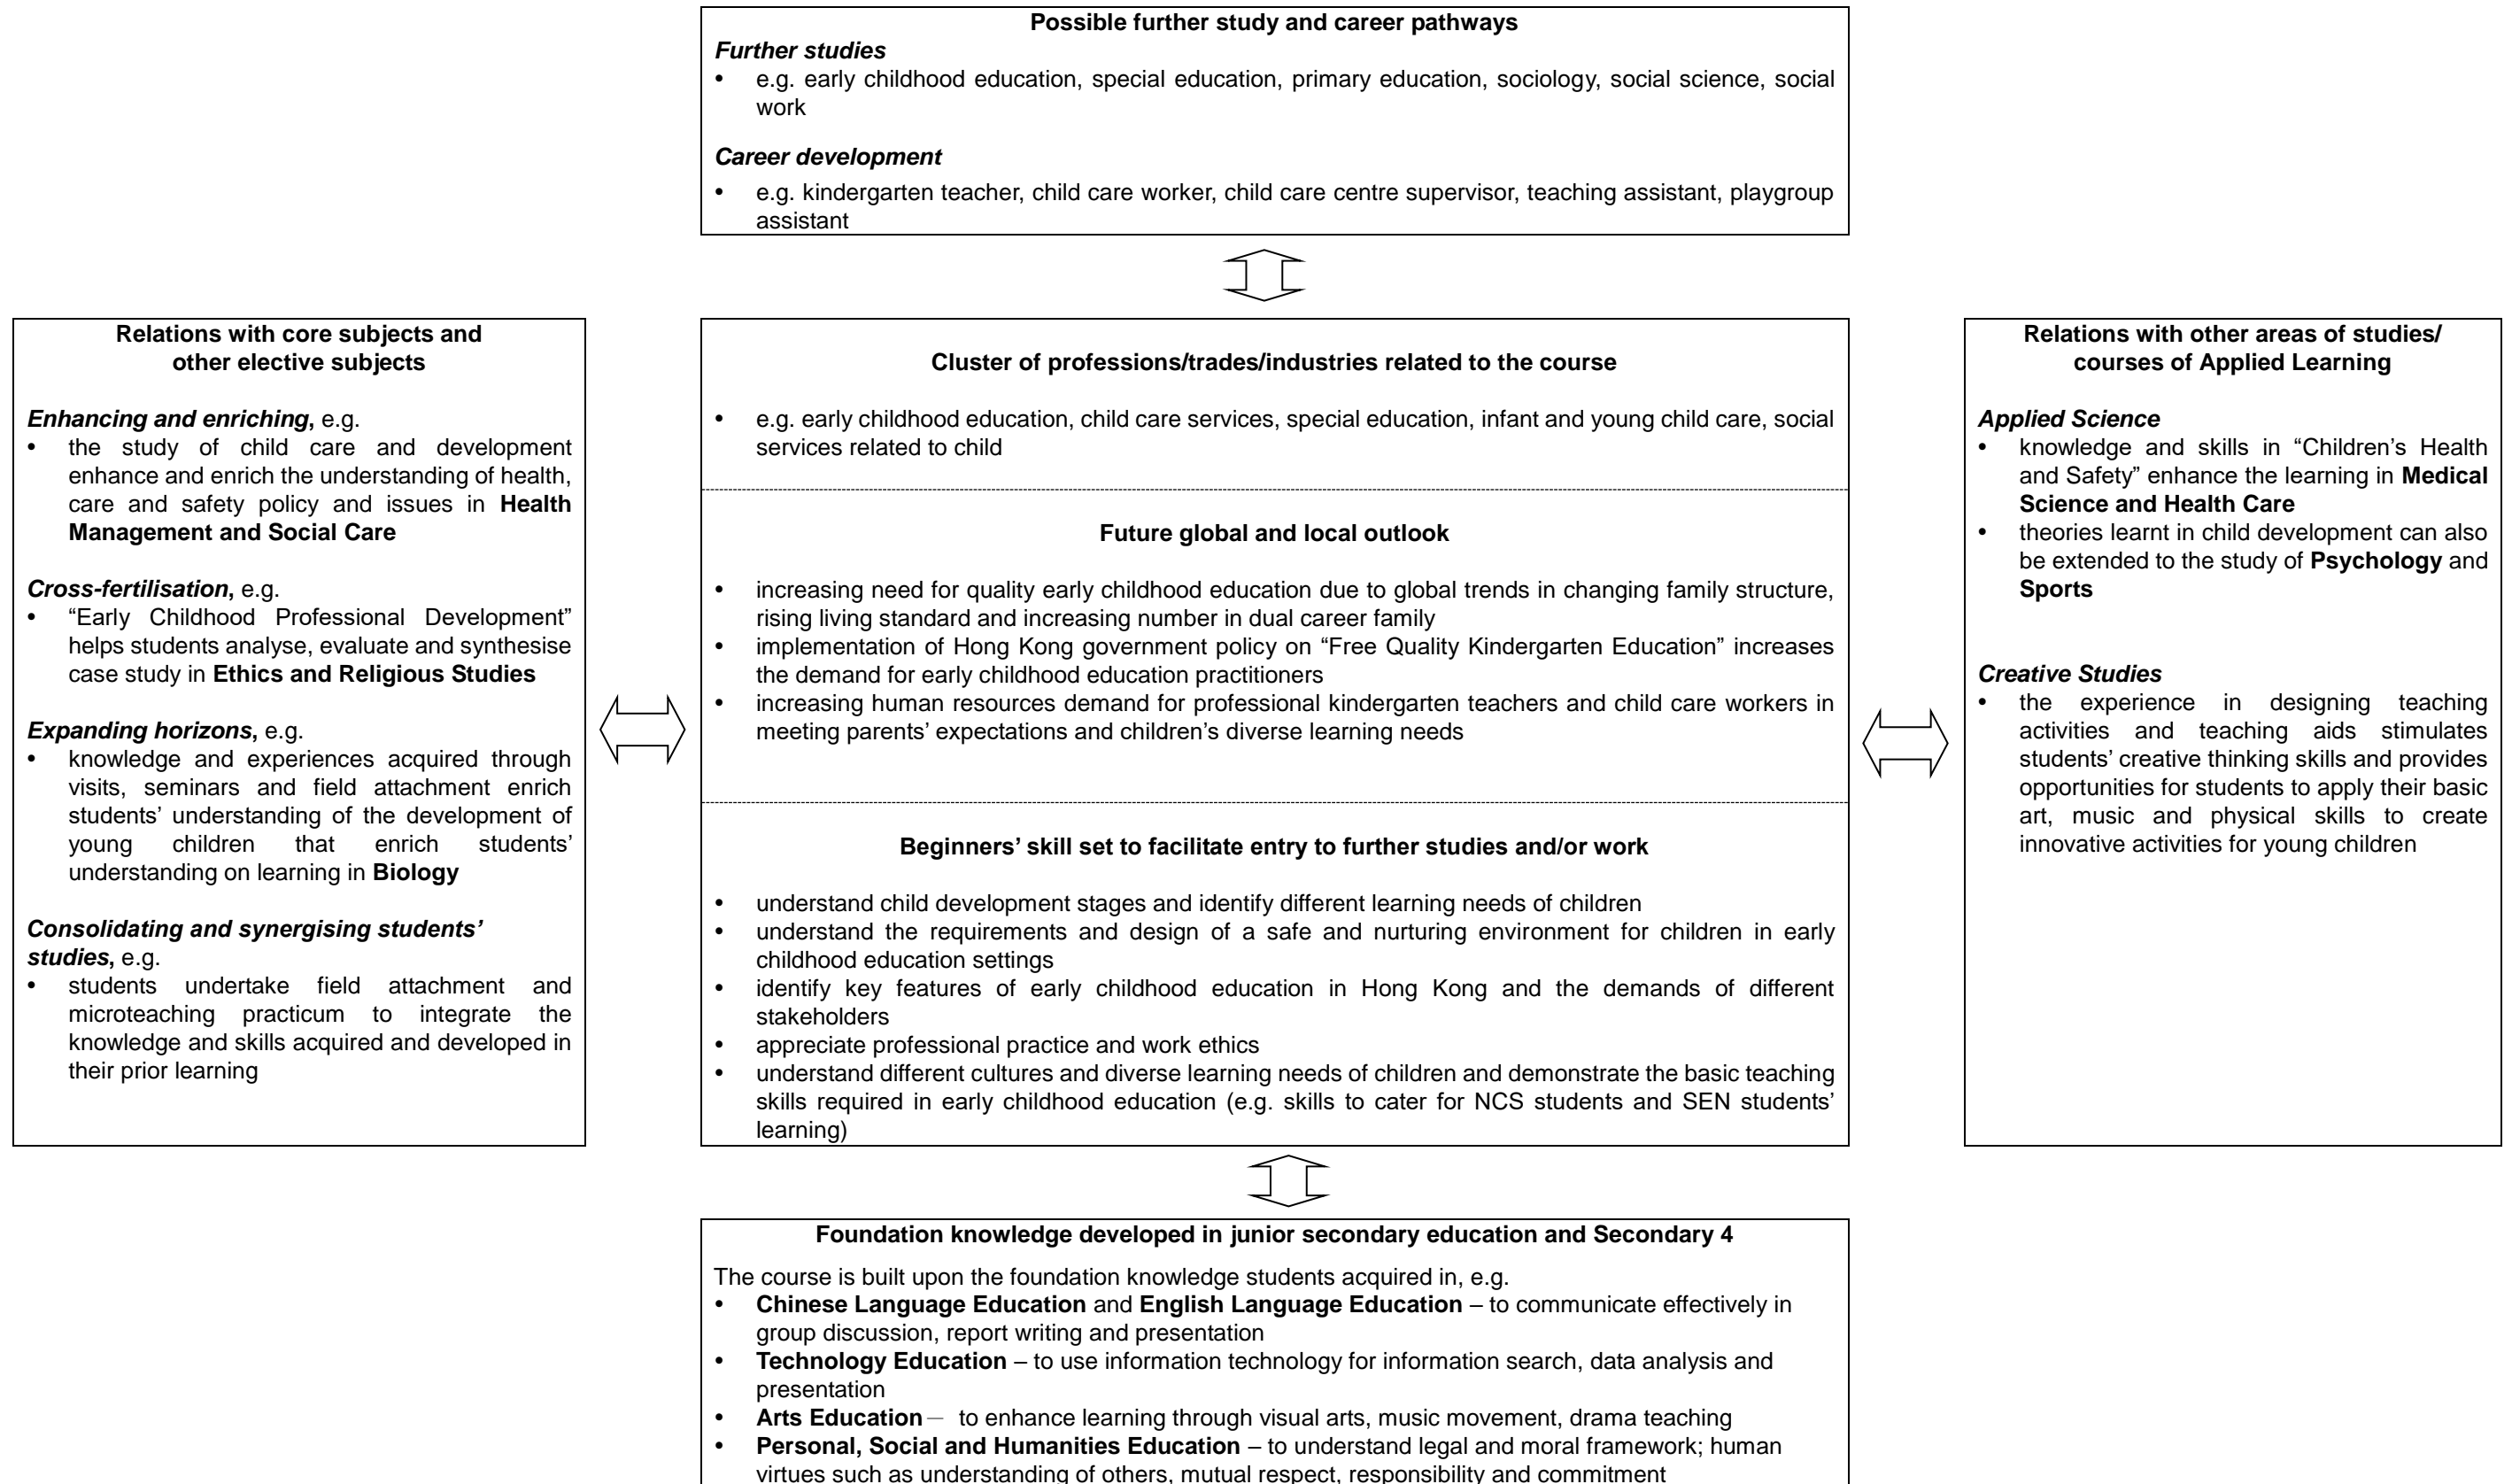 Possible further study and career pathways
Further studies
• e.g. early childhood education, special education, primary education, sociology, social science, social
work
Career development
• e.g. kindergarten teacher, child care worker, child care centre supervisor, teaching assistant, playgroup
assistant
Relations with core subjects and
other elective subjects
Enhancing and enriching, e.g.
• the study of child care and development
enhance and enrich the understanding of health,
care and safety policy and issues in Health
Management and Social Care
Cross-fertilisation, e.g.
• “Early Childhood Professional Development”
helps students analyse, evaluate and synthesise
case study in Ethics and Religious Studies
Expanding horizons, e.g.
• knowledge and experiences acquired through
visits, seminars and field attachment enrich
students’ understanding of the development of
young children that enrich students’
understanding on learning in Biology
Consolidating and synergising students’
studies, e.g.
• students undertake field attachment and
microteaching practicum to integrate the
knowledge and skills acquired and developed in
their prior learning
Cluster of professions/trades/industries related to the course
• e.g. early childhood education, child care services, special education, infant and young child care, social
services related to child
Future global and local outlook
• increasing need for quality early childhood education due to global trends in changing family structure,
rising living standard and increasing number in dual career family
• implementation of Hong Kong government policy on “Free Quality Kindergarten Education” increases
the demand for early childhood education practitioners
• increasing human resources demand for professional kindergarten teachers and child care workers in
meeting parents’ expectations and children’s diverse learning needs
Beginners’ skill set to facilitate entry to further studies and/or work
• understand child development stages and identify different learning needs of children
• understand the requirements and design of a safe and nurturing environment for children in early
childhood education settings
• identify key features of early childhood education in Hong Kong and the demands of different
stakeholders
• appreciate professional practice and work ethics
• understand different cultures and diverse learning needs of children and demonstrate the basic teaching
skills required in early childhood education (e.g. skills to cater for NCS students and SEN students’
learning)
Relations with other areas of studies/
courses of Applied Learning
Applied Science
• knowledge and skills in “Children’s Health
and Safety” enhance the learning in Medical
Science and Health Care
• theories learnt in child development can also
be extended to the study of Psychology and
Sports
Creative Studies
• the experience in designing teaching
activities and teaching aids stimulates
students’ creative thinking skills and provides
opportunities for students to apply their basic
art, music and physical skills to create
innovative activities for young children
Foundation knowledge developed in junior secondary education and Secondary 4
The course is built upon the foundation knowledge students acquired in, e.g.
• Chinese Language Education and English Language Education – to communicate effectively in
group discussion, report writing and presentation
• Technology Education – to use information technology for information search, data analysis and
presentation
• Arts Education – to enhance learning through visual arts, music movement, drama teaching
• Personal, Social and Humanities Education – to understand legal and moral framework; human
virtues such as understanding of others, mutual respect, responsibility and commitment